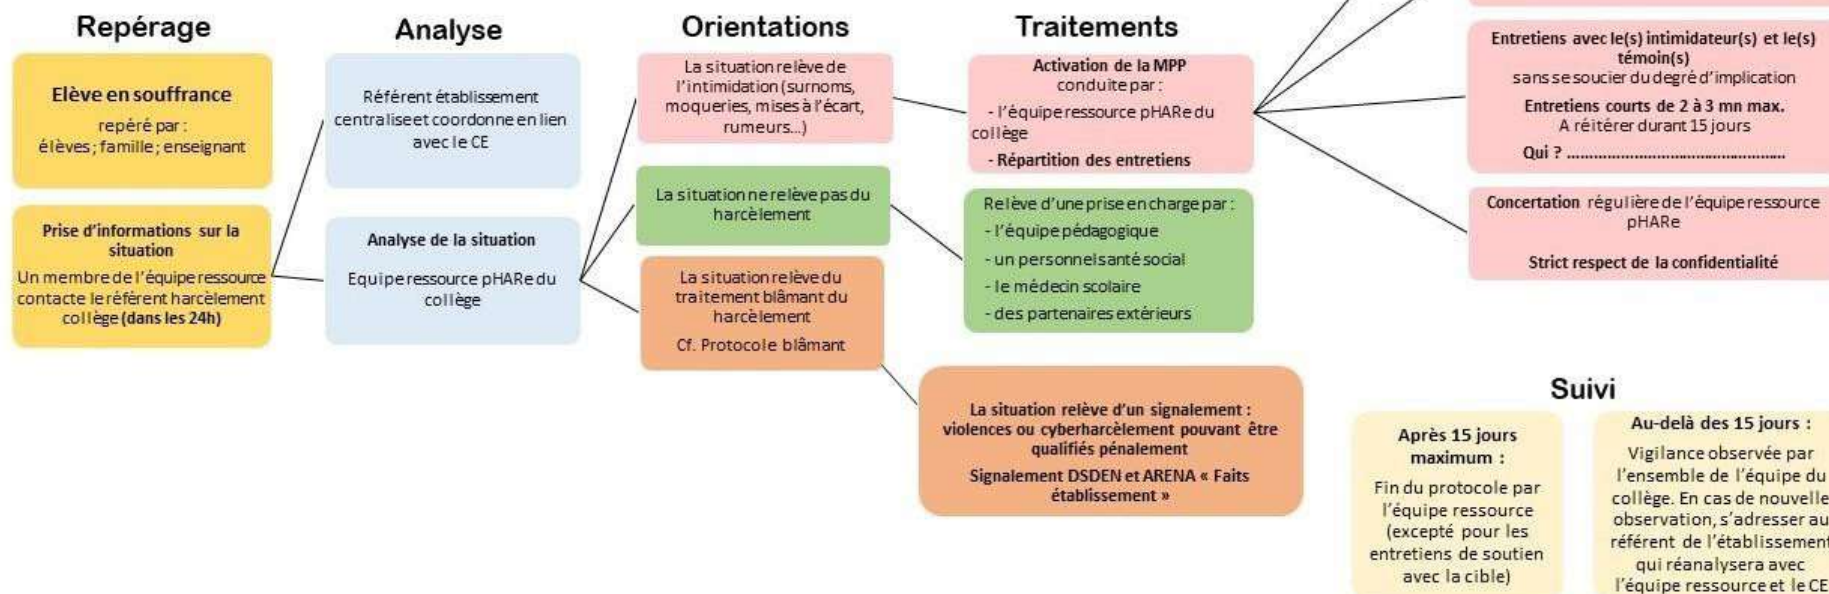 Repérage
Elève en souffrance
repéré par :
élèves ; famille ; enseignant
Prise d'informations sur la
situation
Un membre de l'équipe ressource
contacte le référent harcèlement
collège (dans les 24h)
Analyse
Référent établissement
centralise et coordonne en lien
avec le CE
Analyse de la situation
Equipe ressource pHARe du
collège
Orientations
La situation relève de
l'intimidation (surnoms,
moqueries, mises à l'écart,
rumeurs...)
La situation ne relève pas du
harcèlement
La situation relève du
traitement blâmant du
harcèlement
Cf. Protocole blâmant
Traitements
Activation de la MPP
conduite par :
- l'équipe ressource pHARe du
collège
- Répartition des entretiens
Relève d'une prise en charge par :
- l'équipe pédagogique
- un personnel santé social
- le médecin scolaire
- des partenaires extérieurs
La situation relève d'un signalement :
violences ou cyberharcèlement pouvant être
qualifiés pénalement
Signalement DSDEN et ARENA « Faits
établissement »
Entretiens avec le(s) intimidateur(s) et le(s)
témoin(s)
sans se soucier du degré d'implication
Entretiens courts de 2 à 3 mn max.
A réitérer durant 15 jours
Qui ? ................................................
Concertation régulière de l'équipe ressource
pHARe
Strict respect de la confidentialité
Suivi
Après 15 jours
maximum :
Fin du protocole par
l'équipe ressource
(excepté pour les
entretiens de soutien
avec la cible)
Au-delà des 15 jours :
Vigilance observée par
l'ensemble de l'équipe du
collège. En cas de nouvelle
observation, s'adresser au
référent de l'établissement
qui réanalysera avec
l'équipe ressource et le CE